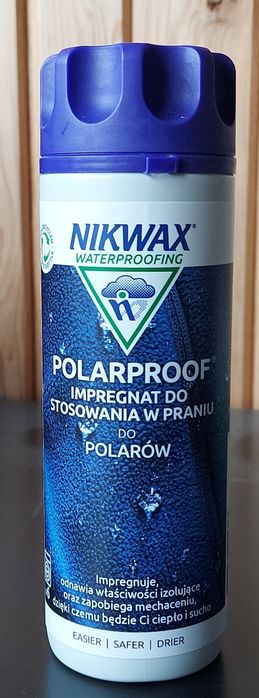 NIKWAX®
WATERPROOFING
POLARPROOF®
IMPREGNAT DO
STOSOWANIA W PRANIU
DO
POLARÓW
Impregnuje,
odnawia właściwości izolujące
oraz zapobiega mechaceniu,
dzięki czemu będzie Ci ciepło i sucho
EASIER | SAFER | DRIER